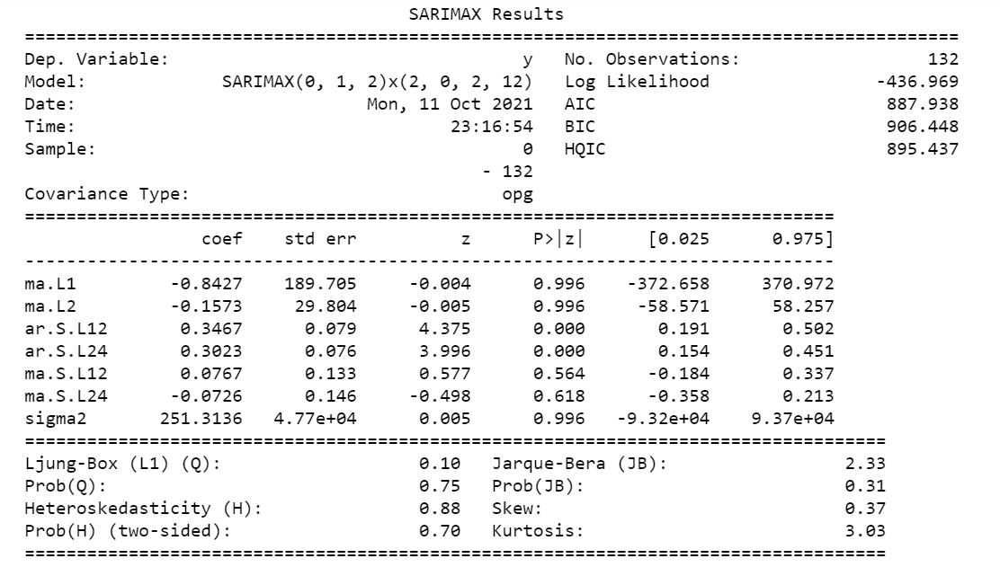 SARIMAX Results
==========================================================================================
Dep. Variable: y No. Observations: 132
Model: SARIMAX(0, 1, 2)x(2, 0, 2, 12) Log Likelihood -436.969
Date: Mon, 11 Oct 2021 AIC 887.938
Time: 23:16:54 BIC 906.448
Sample: 0 HQIC 895.437
- 132
Covariance Type: opg
==============================================================================
coef std err z P>|z| [0.025 0.975]
------------------------------------------------------------------------------
ma.L1 -0.8427 189.705 -0.004 0.996 -372.658 370.972
ma.L2 -0.1573 29.804 -0.005 0.996 -58.571 58.257
ar.S.L12 0.3467 0.079 4.375 0.000 0.191 0.502
ar.S.L24 0.3023 0.076 3.996 0.000 0.154 0.451
ma.S.L12 0.0767 0.133 0.577 0.564 -0.184 0.337
ma.S.L24 -0.0726 0.146 -0.498 0.618 -0.358 0.213
sigma2 251.3136 4.77e+04 0.005 0.996 -9.32e+04 9.37e+04
===================================================================================
Ljung-Box (L1) (Q): 0.10 Jarque-Bera (JB): 2.33
Prob(Q): 0.75 Prob(JB): 0.31
Heteroskedasticity (H): 0.88 Skew: 0.37
Prob(H) (two-sided): 0.70 Kurtosis: 3.03
===================================================================================